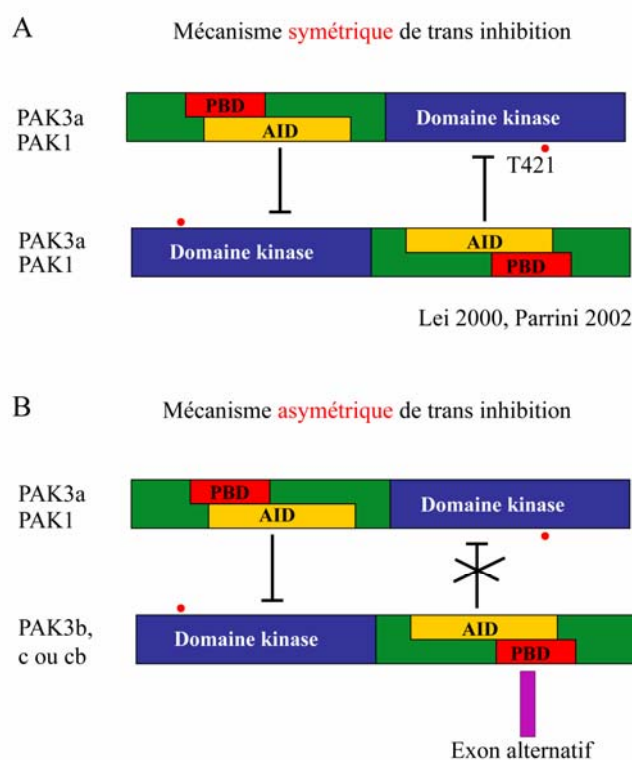 A
Mécanisme symétrique de trans inhibition
PAK3a
PAK1
PBD
AID
Domaine kinase
T421
PAK3a
PAK1
Domaine kinase
AID
PBD
Lei 2000, Parrini 2002
B
Mécanisme asymétrique de trans inhibition
PAK3a
PAK1
PBD
AID
Domaine kinase
PAK3b,
c ou cb
Domaine kinase
AID
PBD
Exon alternatif